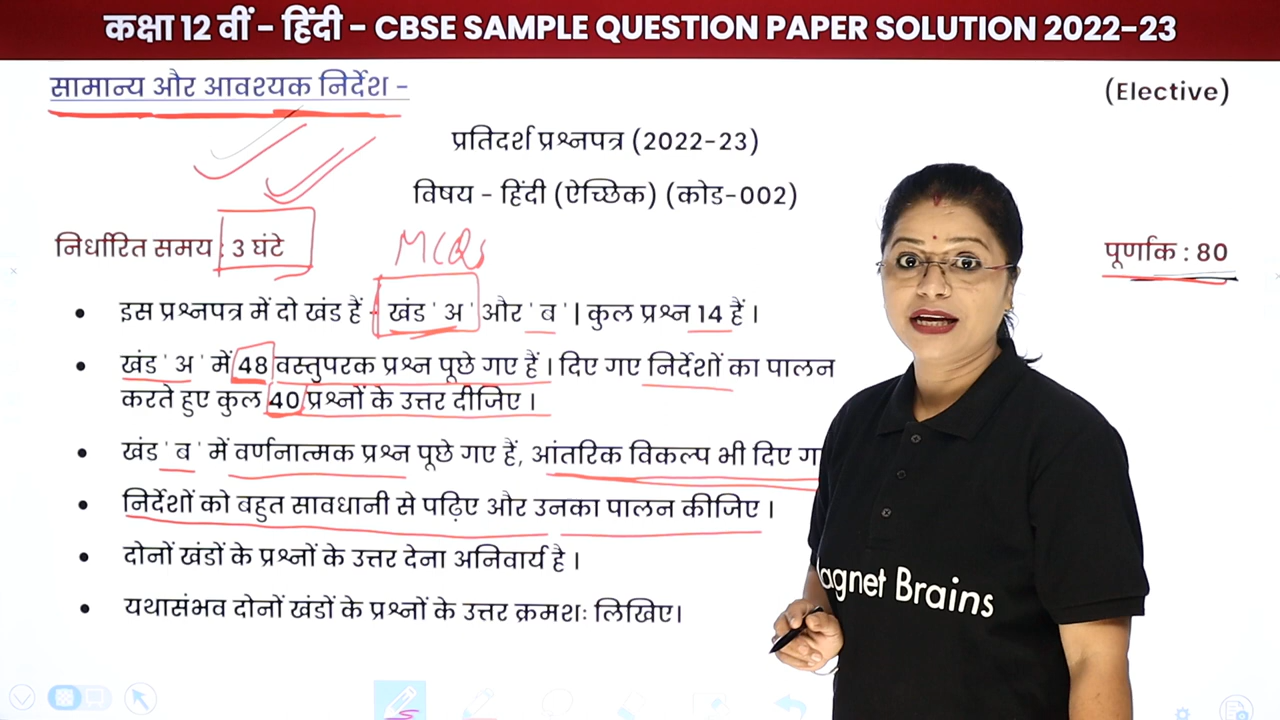 कक्षा 12 वीं - हिंदी - CBSE SAMPLE QUESTION PAPER SOLUTION 2022-23
सामान्य और आवश्यक निर्देश -
(Elective)
प्रतिदर्श प्रश्नपत्र (2022-23)
विषय - हिंदी (ऐच्छिक) (कोड-002)
निर्धारित समय : 3 घंटे
MCQs
पूर्णाक : 80
• इस प्रश्नपत्र में दो खंड हैं - खंड ' अ ' और ' ब ' | कुल प्रश्न 14 हैं ।
• खंड ' अ ' में 48 वस्तुपरक प्रश्न पूछे गए हैं । दिए गए निर्देशों का पालन
करते हुए कुल 40 प्रश्नों के उत्तर दीजिए ।
• खंड ' ब ' में वर्णनात्मक प्रश्न पूछे गए हैं, आंतरिक विकल्प भी दिए
• निर्देशों को बहुत सावधानी से पढ़िए और उनका पालन कीजिए ।
• दोनों खंडों के प्रश्नों के उत्तर देना अनिवार्य है ।
• यथासंभव दोनों खंडों के प्रश्नों के उत्तर क्रमशः लिखिए।
agnet Brains